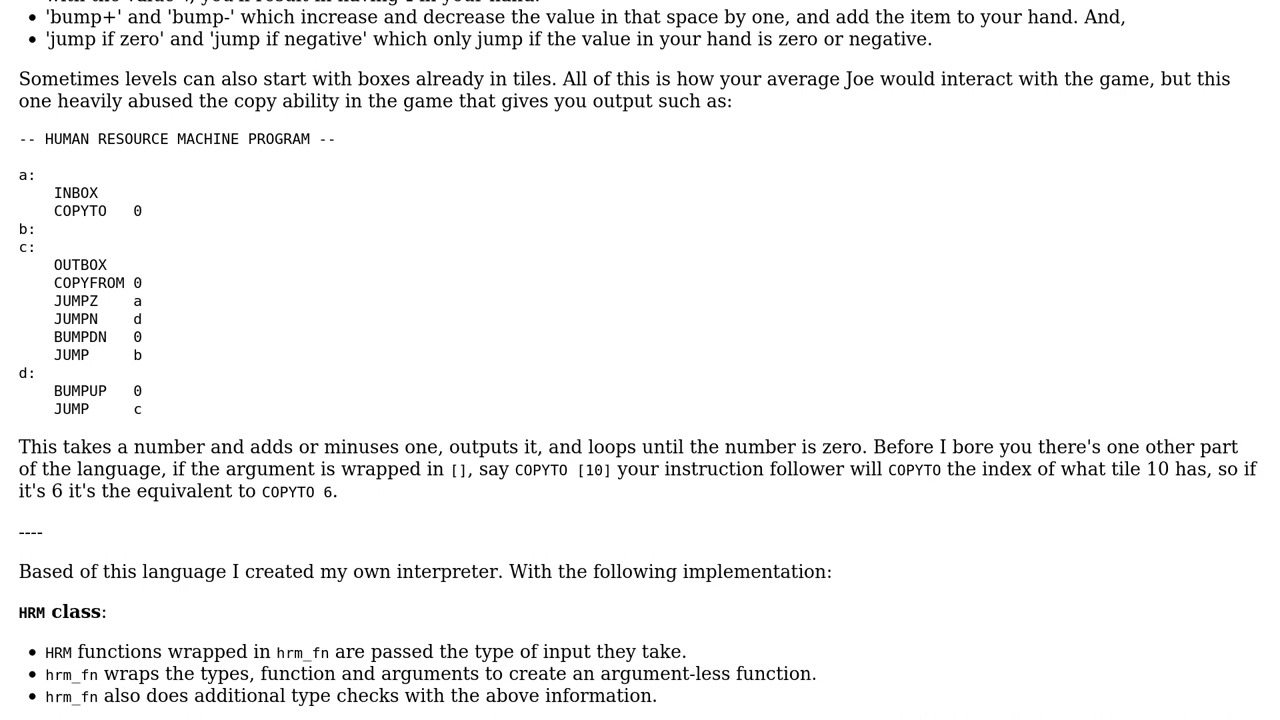 'bump+' and 'bump-' which increase and decrease the value in that space by one, and add the item to your hand. And,
'jump if zero' and 'jump if negative' which only jump if the value in your hand is zero or negative.
Sometimes levels can also start with boxes already in tiles. All of this is how your average Joe would interact with the game, but this
one heavily abused the copy ability in the game that gives you output such as:
-- HUMAN RESOURCE MACHINE PROGRAM --
a:
INBOX
COPYTO 0
b:
c:
OUTBOX
COPYFROM 0
JUMPZ a
JUMPN d
BUMPDN 0
JUMP b
d:
BUMPUP 0
JUMP c
This takes a number and adds or minuses one, outputs it, and loops until the number is zero. Before I bore you there's one other part
of the language, if the argument is wrapped in [], say COPYTO [10] your instruction follower will COPYTO the index of what tile 10 has, so if
it's 6 it's the equivalent to COPYTO 6.
----
Based of this language I created my own interpreter. With the following implementation:
HRM class:
HRM functions wrapped in hrm_fn are passed the type of input they take.
hrm_fn wraps the types, function and arguments to create an argument-less function.
hrm_fn also does additional type checks with the above information.